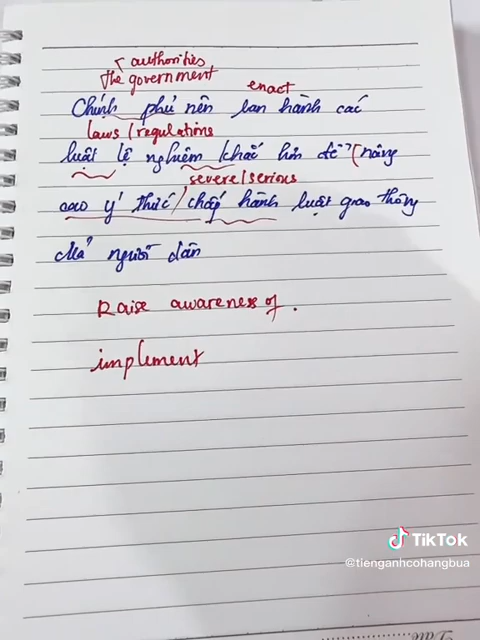 authorities
the government
enact
Chính phủ nên ban hành các
laws / regulations
luật lệ nghiêm khắc hơn để (nâng
severe/serious
cao ý thức/chấp hành luật giao thông
của người dân
Raise awareness of.
implement
TikTok
@tienganhcohangbua
Date